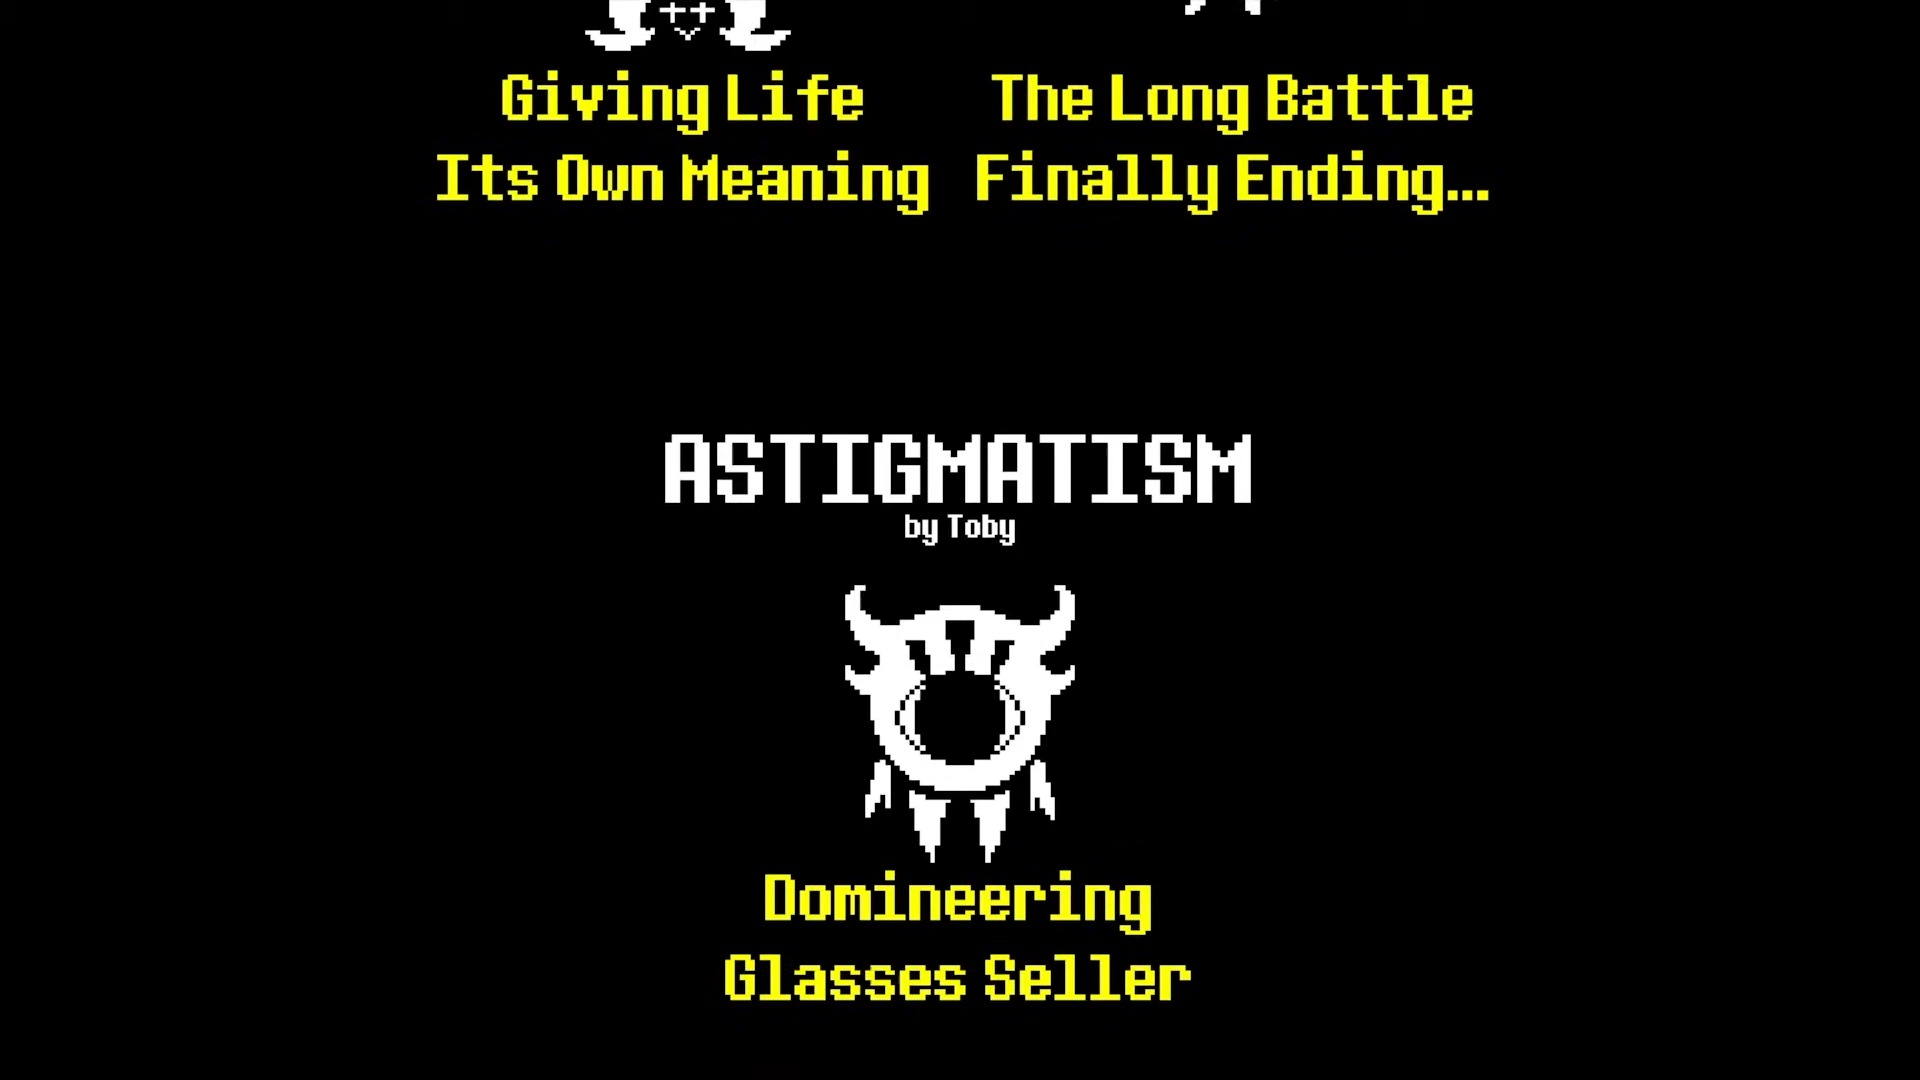 Giving Life
Its Own Meaning
The Long Battle
Finally Ending...
ASTIGMATISM
by Toby
Domineering
Glasses Seller